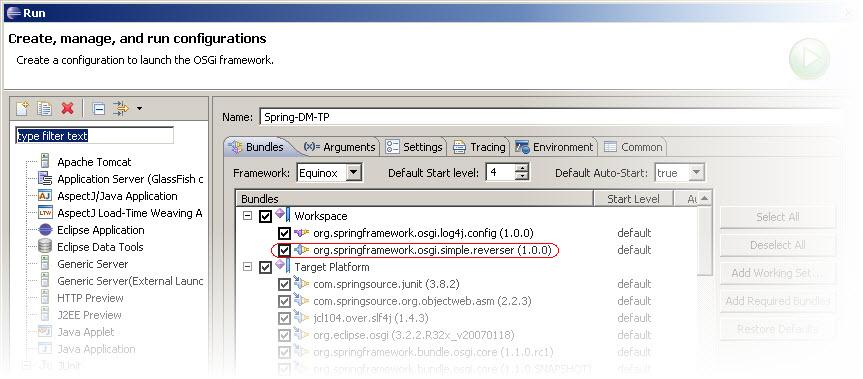 Run
Create, manage, and run configurations
Create a configuration to launch the OSGi framework.
type filter text
Apache Tomcat
Application Server (GlassFish c
AspectJ/Java Application
AspectJ Load-Time Weaving A
Eclipse Application
Eclipse Data Tools
Generic Server
Generic Server(External Launc
HTTP Preview
J2EE Preview
Java Applet
Java Application
JUnit
Name: Spring-DM-TP
Bundles (x)= Arguments Settings Tracing Environment Common
Framework: Equinox Default Start level: 4 Default Auto-Start: true
Bundles Start Level Au
Workspace
org.springframework.osgi.log4j.config (1.0.0) default
org.springframework.osgi.simple.reverser (1.0.0) default
Target Platform
com.springsource.junit (3.8.2) default
com.springsource.org.objectweb.asm (2.2.3) default
jcl104.over.slf4j (1.4.3) default
org.eclipse.osgi (3.2.2.R32x_v20070118) default
org.springframework.bundle.osgi.core (1.1.0.rc1) default
org.springframework.bundle.osgi.core (1.1.0.SNAPSHOT) default
Select All
Deselect All
Add Working Set...
Add Required Bundles
Restore Defaults